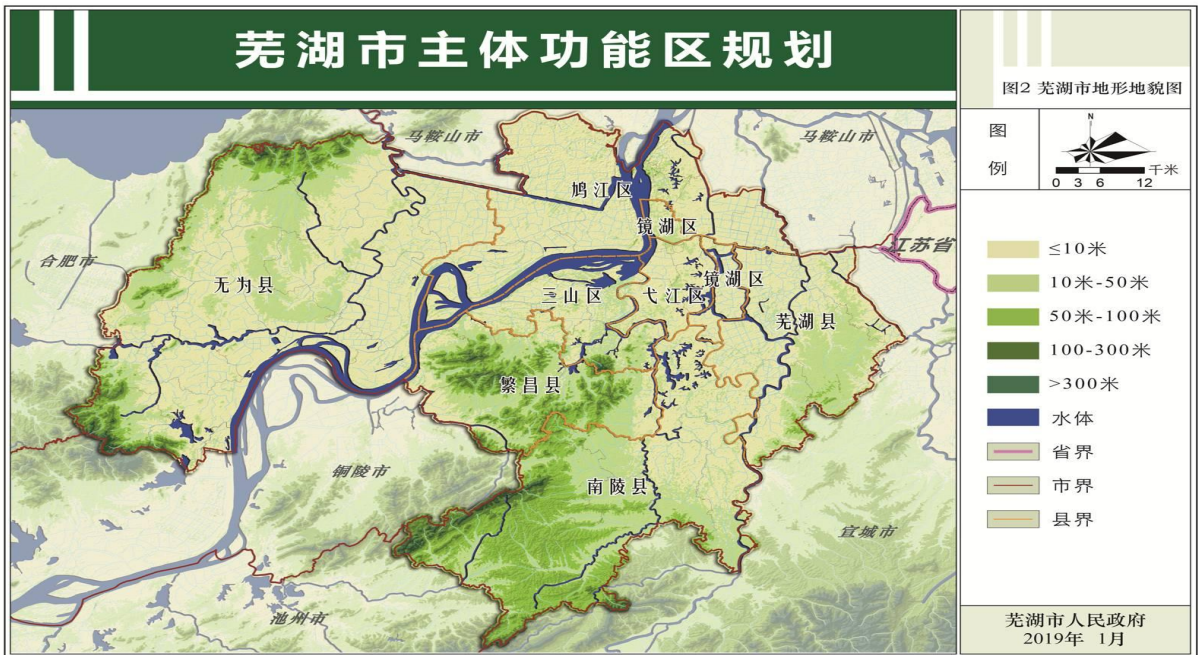 芜湖市主体功能区规划
图2 芜湖市地形地貌图
图例
N
千米
0 3 6 12
≤10米
10米-50米
50米-100米
100-300米
>300米
水体
省界
市界
县界
芜湖市人民政府
2019年 1月
马鞍山市
马鞍山市
鸠江区
镜湖区
江苏省
合肥市
无为县
三山区
弋江区
镜湖区
芜湖县
繁昌县
铜陵市
南陵县
宣城市
池州市